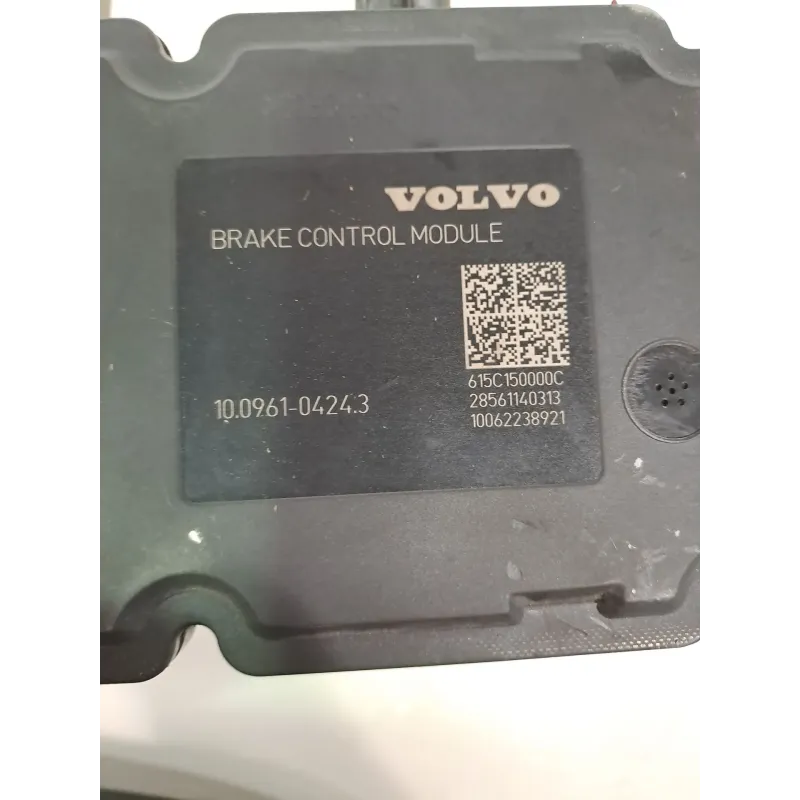 VOLVO
BRAKE CONTROL MODULE
615C150000C
10.0961-0424.3
28561140313
10062238921